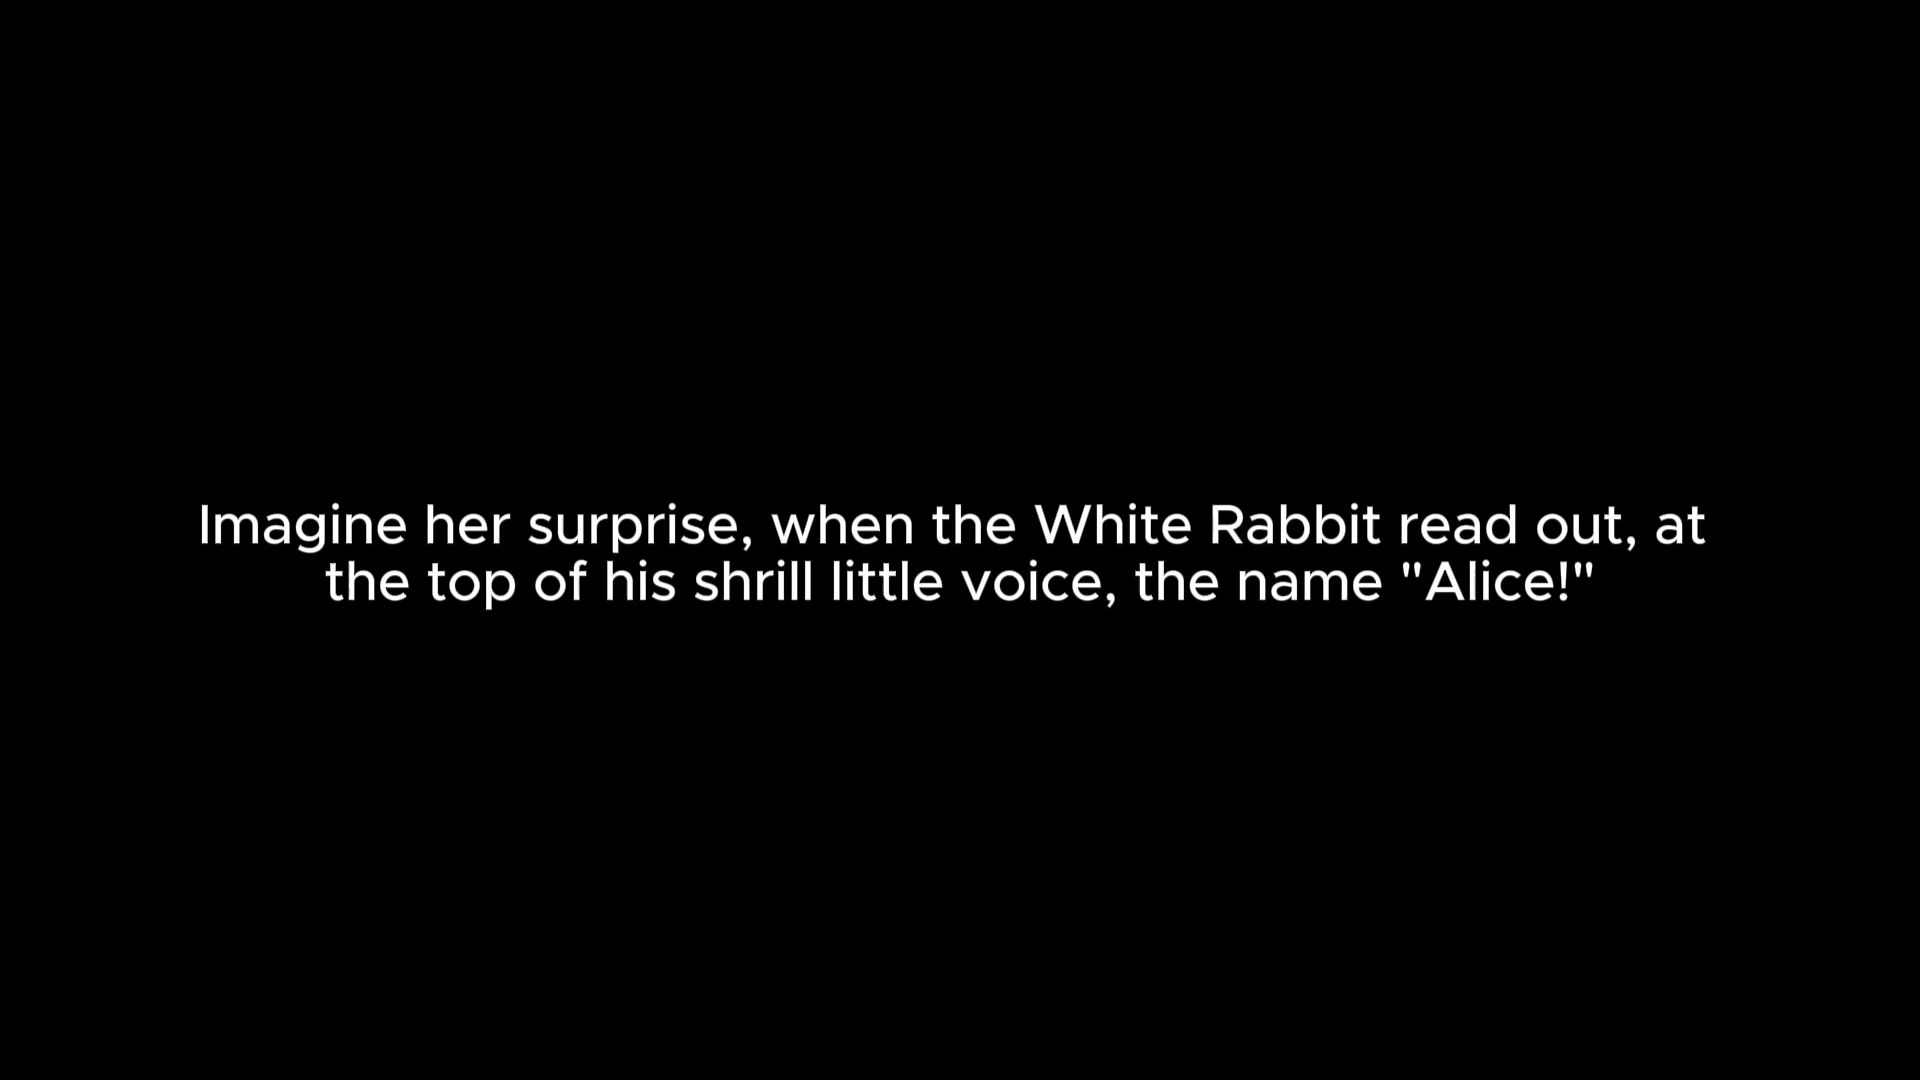 Imagine her surprise, when the White Rabbit read out, at
the top of his shrill little voice, the name "Alice!"